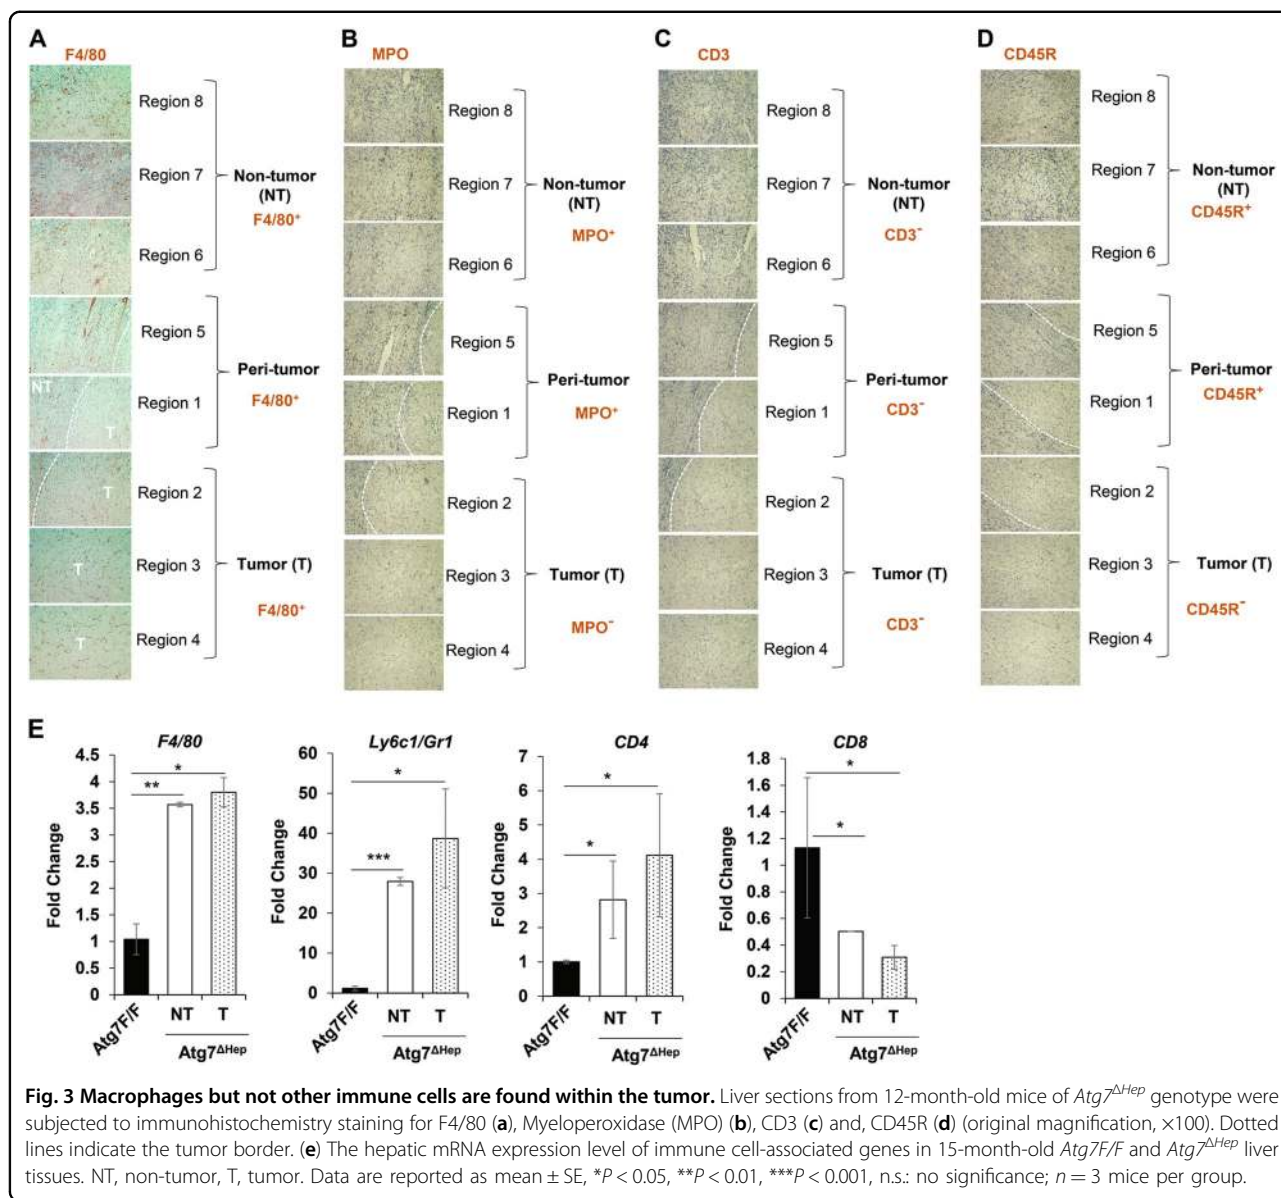 A
F4/80
Region 8
Region 7
Non-tumor
(NT)
F4/80⁺
Region 6
Region 5
Peri-tumor
NT
Region 1
F4/80⁺
T
Region 2
T
Region 3
Tumor (T)
T
F4/80⁺
Region 4
T
B
MPO
Region 8
Region 7
Non-tumor
(NT)
MPO⁺
Region 6
Region 5
Peri-tumor
Region 1
MPO⁺
Region 2
Region 3
Tumor (T)
MPO⁻
Region 4
C
CD3
Region 8
Region 7
Non-tumor
(NT)
CD3⁻
Region 6
Region 5
Peri-tumor
Region 1
CD3⁻
Region 2
Region 3
Tumor (T)
CD3⁻
Region 4
D
CD45R
Region 8
Region 7
Non-tumor
(NT)
CD45R⁺
Region 6
Region 5
Peri-tumor
CD45R⁺
Region 1
Region 2
Region 3
Tumor (T)
CD45R⁻
Region 4
E
F4/80
Fold Change
4.5
4
3.5
3
2.5
2
1.5
1
0.5
0
*
**
Atg7F/F
NT
T
Atg7ΔHep
Ly6c1/Gr1
Fold Change
60
50
40
30
20
10
0
*
***
Atg7F/F
NT
T
Atg7ΔHep
CD4
Fold Change
7
6
5
4
3
2
1
0
*
*
Atg7F/F
NT
T
Atg7ΔHep
CD8
Fold Change
1.8
1.6
1.4
1.2
1
0.8
0.6
0.4
0.2
0
*
*
Atg7F/F
NT
T
Atg7ΔHep
Fig. 3 Macrophages but not other immune cells are found within the tumor. Liver sections from 12-month-old mice of Atg7ΔHep genotype were
subjected to immunohistochemistry staining for F4/80 (a), Myeloperoxidase (MPO) (b), CD3 (c) and, CD45R (d) (original magnification, ×100). Dotted
lines indicate the tumor border. (e) The hepatic mRNA expression level of immune cell-associated genes in 15-month-old Atg7F/F and Atg7ΔHep liver
tissues. NT, non-tumor, T, tumor. Data are reported as mean ± SE, *P < 0.05, **P < 0.01, ***P < 0.001, n.s.: no significance; n = 3 mice per group.